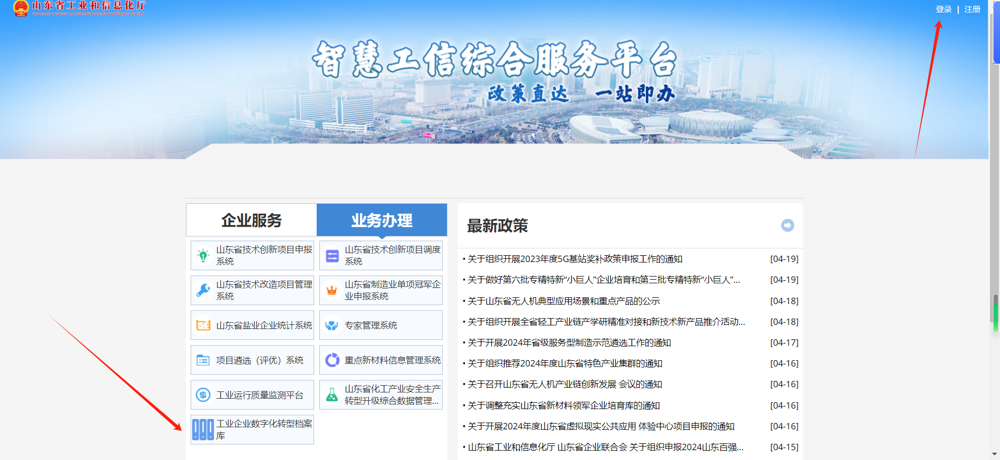 山东省工业和信息化厅
Department of Industry and Information Technology of Shandong Province
登录 | 注册
智慧工信综合服务平台
政策直达 一站即办
企业服务
业务办理
山东省技术创新项目申报
系统
山东省技术创新项目调度
系统
山东省技术改造项目管理
系统
山东省制造业单项冠军企
业申报系统
山东省盐业企业统计系统
专家管理系统
项目遴选（评优）系统
重点新材料信息管理系统
工业运行质量监测平台
山东省化工产业安全生产
转型升级综合数据管理...
工业企业数字化转型档案
库
最新政策
• 关于组织开展2023年度5G基站奖补政策申报工作的通知 [04-19]
• 关于做好第六批专精特新“小巨人”企业培育和第三批专精特新“小巨人”... [04-19]
• 关于山东省无人机典型应用场景和重点产品的公示 [04-18]
• 关于组织开展全省轻工产业链产学研精准对接和新技术新产品推介活动... [04-18]
• 关于开展2024年省级服务型制造示范遴选工作的通知 [04-17]
• 关于组织推荐2024年度山东省特色产业集群的通知 [04-16]
• 关于召开山东省无人机产业链创新发展 会议的通知 [04-16]
• 关于调整充实山东省新材料领军企业培育库的通知 [04-16]
• 关于开展2024年度山东省虚拟现实公共应用 体验中心项目申报的通知 [04-16]
• 山东省工业和信息化厅 山东省企业联合会 关于组织申报2024山东百强... [04-15]